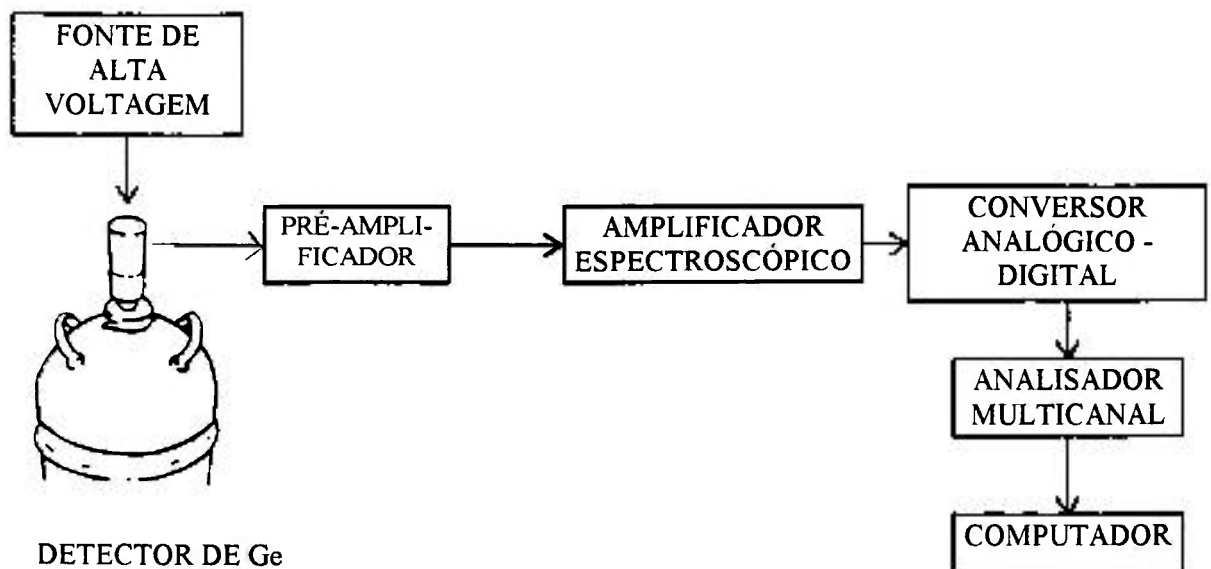 FONTE DE
ALTA
VOLTAGEM
PRÉ-AMPLI-
FICADOR
AMPLIFICADOR
ESPECTROSCÓPICO
CONVERSOR
ANALÓGICO -
DIGITAL
ANALISADOR
MULTICANAL
COMPUTADOR
DETECTOR DE Ge